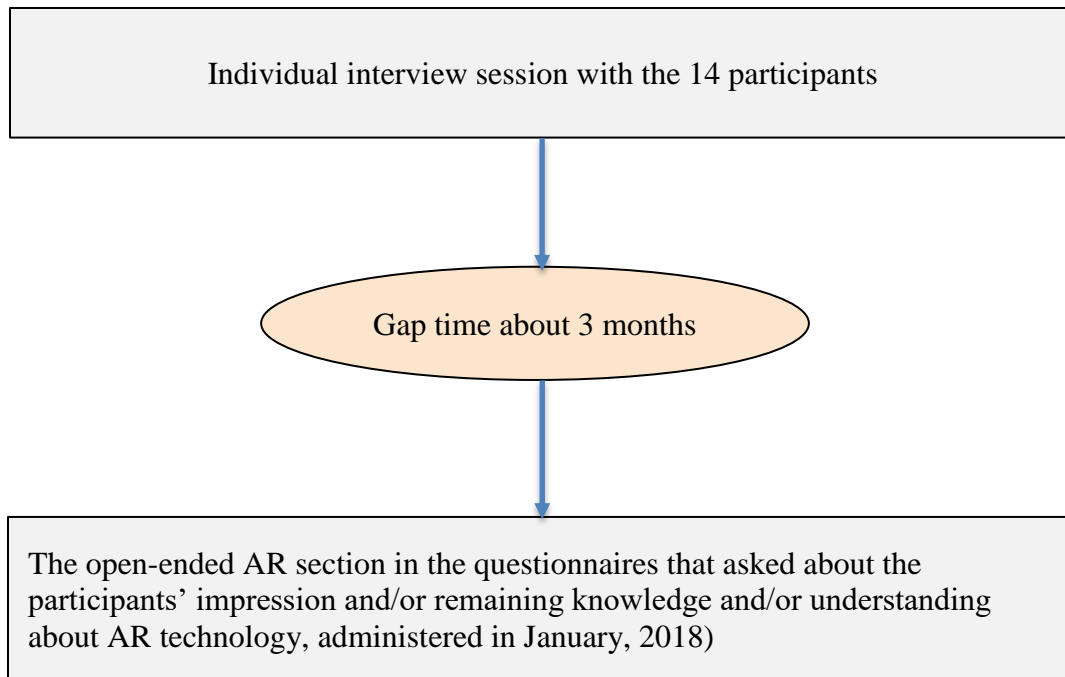 Individual interview session with the 14 participants
Gap time about 3 months
The open-ended AR section in the questionnaires that asked about the
participants’ impression and/or remaining knowledge and/or understanding
about AR technology, administered in January, 2018)